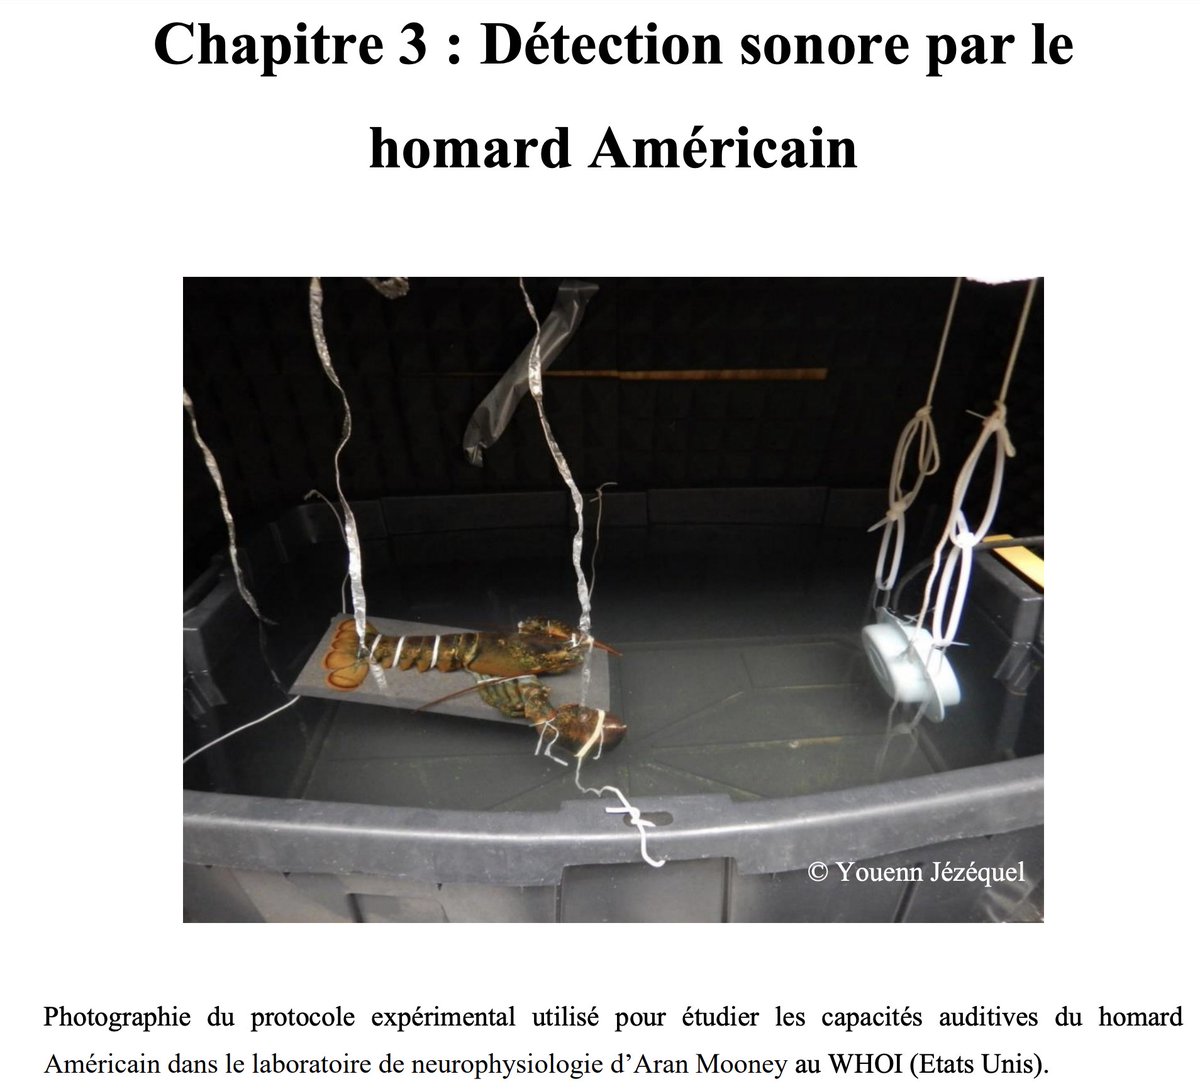 Chapitre 3 : Détection sonore par le
homard Américain
© Youenn Jézéquel
Photographie du protocole expérimental utilisé pour étudier les capacités auditives du homard
Américain dans le laboratoire de neurophysiologie d’Aran Mooney au WHOI (Etats Unis).